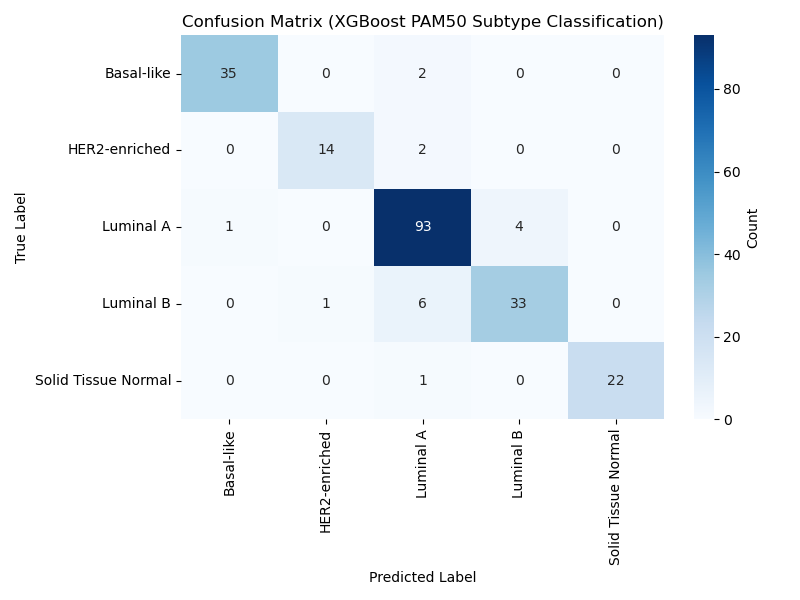 Confusion Matrix (XGBoost PAM50 Subtype Classification)
True Label
Basal-like 35 0 2 0 0
HER2-enriched 0 14 2 0 0
Luminal A 1 0 93 4 0
Luminal B 0 1 6 33 0
Solid Tissue Normal 0 0 1 0 22
Basal-like
HER2-enriched
Luminal A
Luminal B
Solid Tissue Normal
Predicted Label
80
60
40
20
0
Count